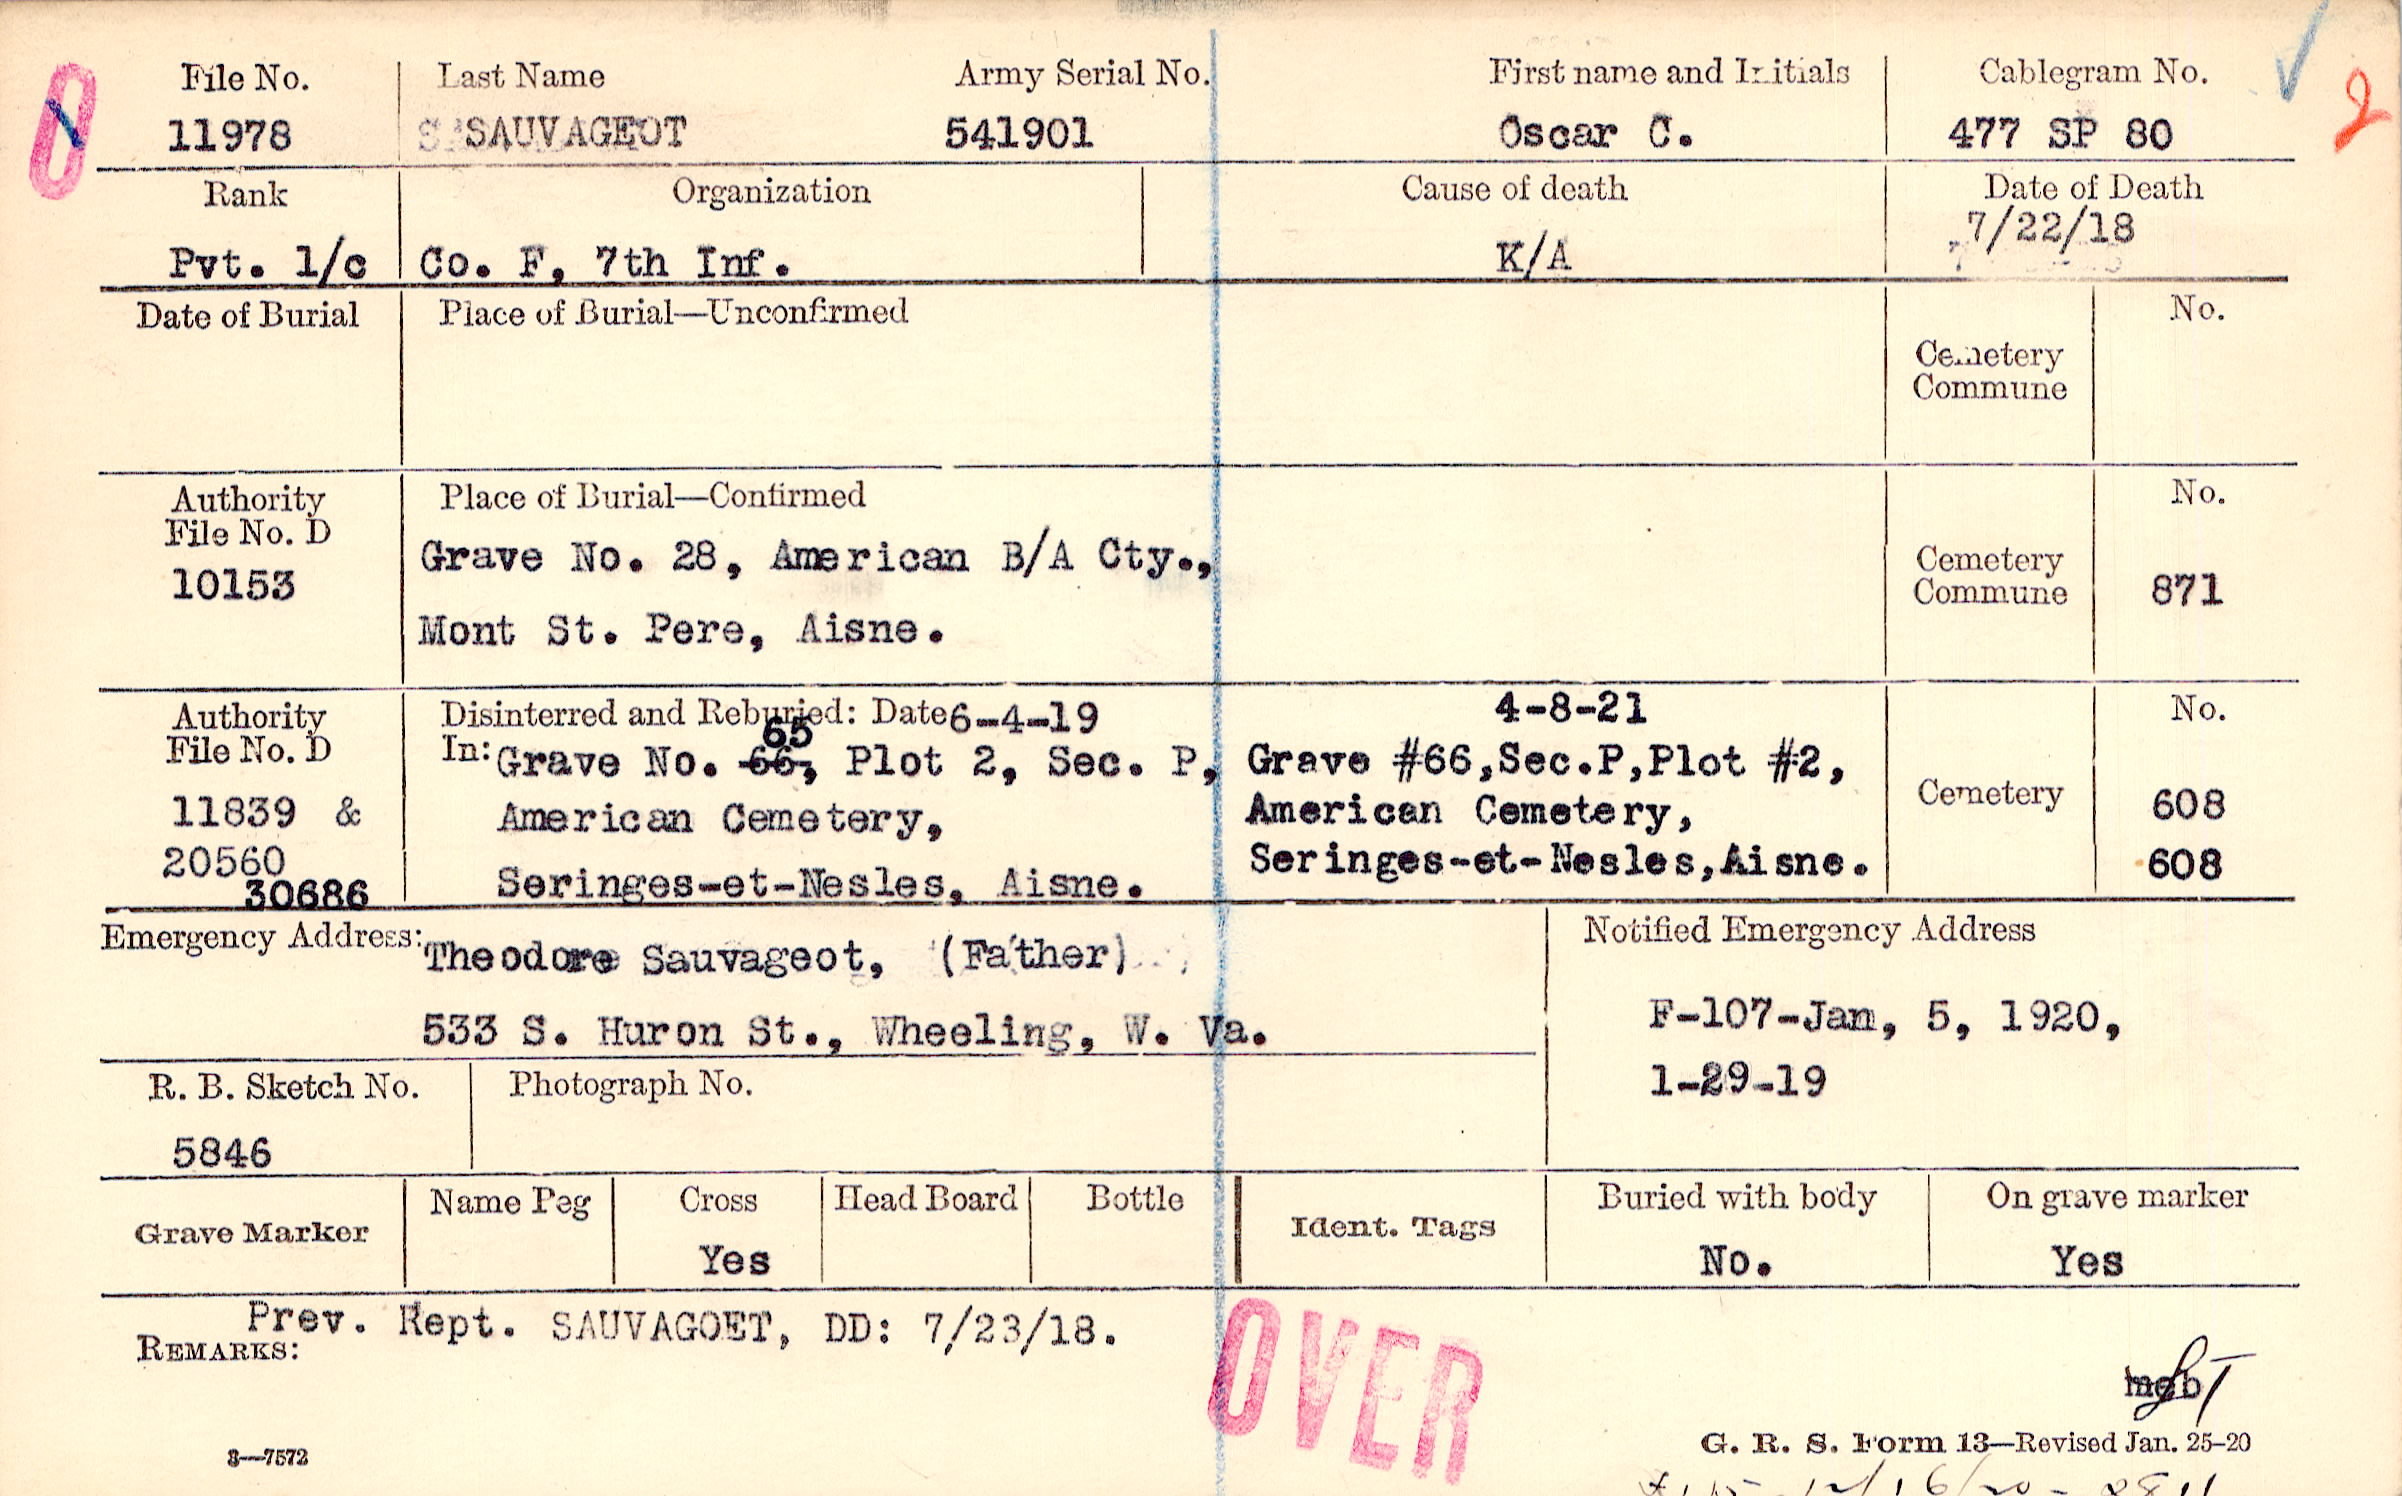 File No. Last Name Army Serial No. First name and Initials Cablegram No.
11978 SAUVAGEOT 541901 Oscar C. 477 SP 80
2
Rank Organization Cause of death Date of Death
Pvt. 1/c Co. F, 7th Inf. K/A 7/22/18
Date of Burial Place of Burial—Unconfirmed No.
Cemetery
Commune
Authority Place of Burial—Confirmed No.
File No. D
10153
Grave No. 28, American B/A Cty.,
Mont St. Pere, Aisne.
Cemetery
Commune 871
Authority Disinterred and Reburied: Date 6-4-19 4-8-21 No.
File No. D In: Grave No. 66, 65 Plot 2, Sec. P, Grave #66,Sec.P,Plot #2,
11839 & American Cemetery, American Cemetery, Cemetery 608
20560 Seringes-et-Nesles, Aisne. Seringes-et-Nesles,Aisne. 608
30686
Emergency Address: Theodore Sauvageot, (Father)
533 S. Huron St., Wheeling, W. Va.
Notified Emergency Address
F-107-Jan, 5, 1920,
1-29-19
R. B. Sketch No. Photograph No.
5846
Grave Marker Name Peg Cross Head Board Bottle Ident. Tags Buried with body On grave marker
Yes No. Yes
Prev. Rept. SAUVAGOET, DD: 7/23/18.
REMARKS:
OVER
3—7572
G. R. S. Form 13—Revised Jan. 25-20